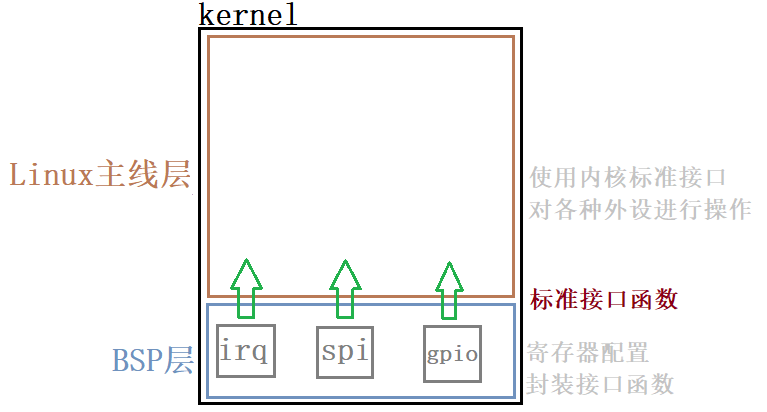 kernel
Linux主线层
使用内核标准接口
对各种外设进行操作
标准接口函数
BSP层
irq
spi
gpio
寄存器配置
封装接口函数